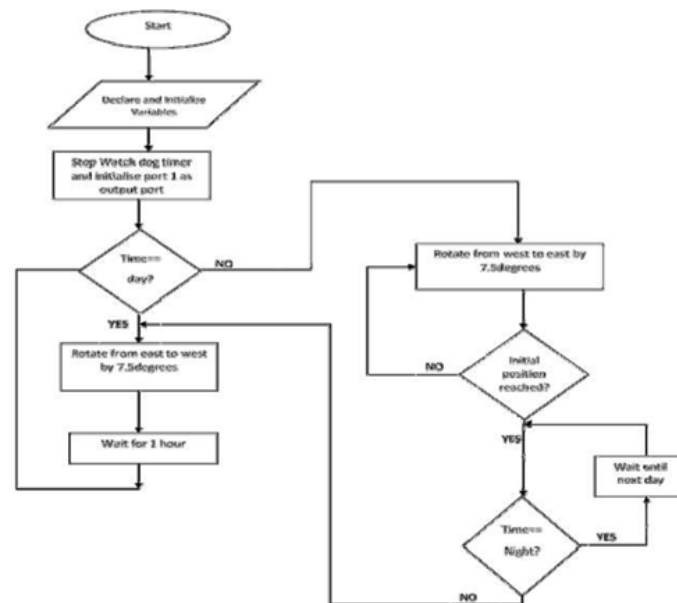 Start
Declare and Initialise
Variables
Stop Watch dog timer
and initialise port 1 as
output port
Time==
day?
NO
YES
Rotate from east to west
by 7.5degrees
Wait for 1 hour
Rotate from west to east by
7.5degrees
Initial
position
reached?
NO
YES
Wait until
next day
Time==
Night?
YES
NO